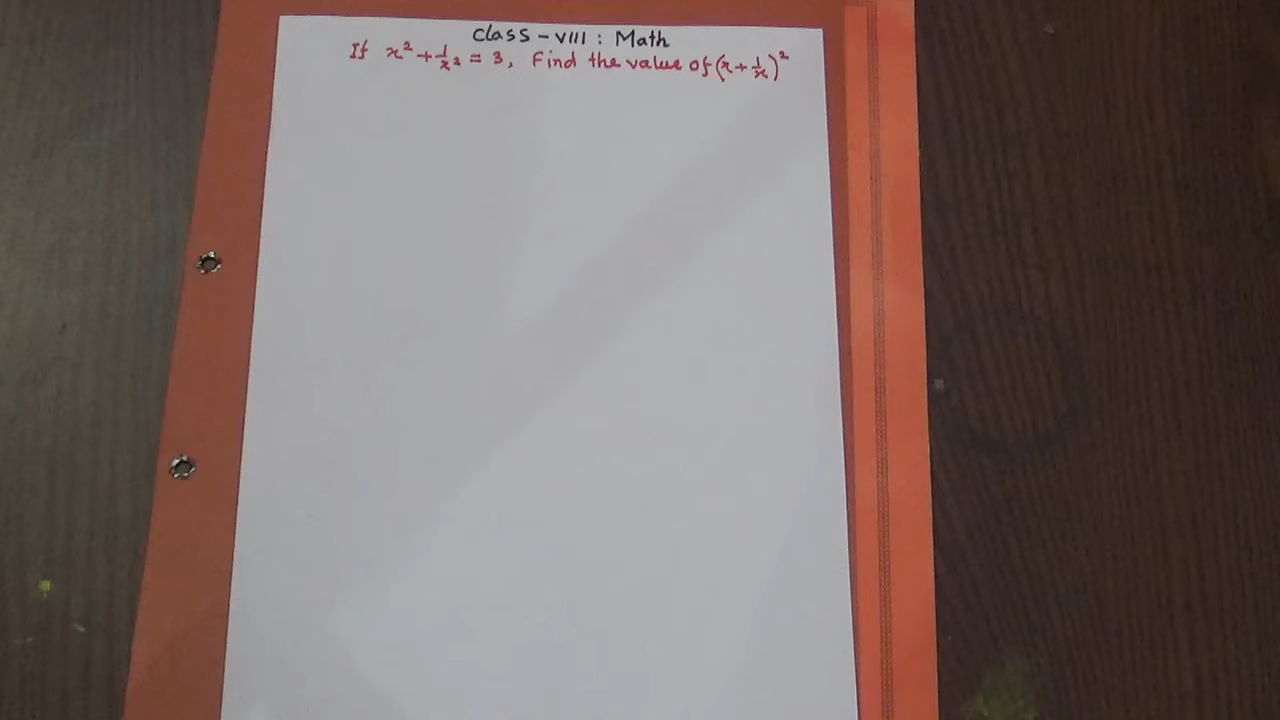 Class - VIII : Math
If x² + 1/x² = 3, Find the value of (x + 1/x)²